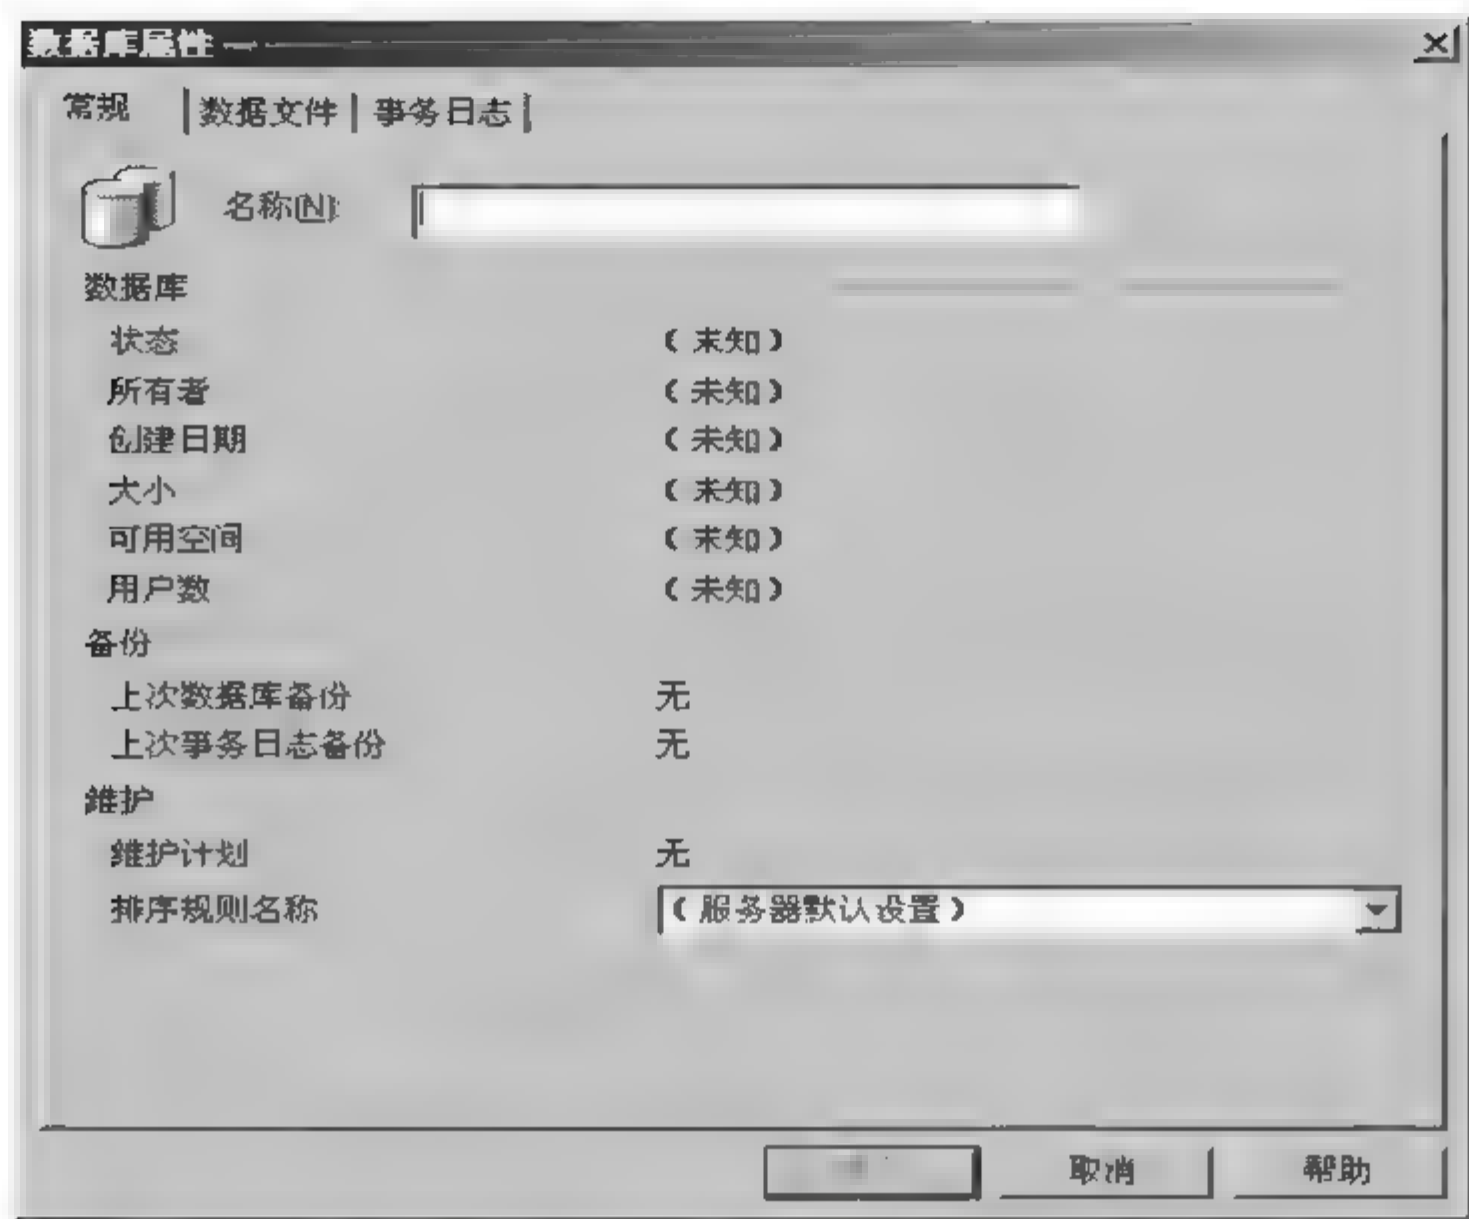 数据库属性 —
常规 数据文件 事务日志
名称(N):
数据库
状态 (未知)
所有者 (未知)
创建日期 (未知)
大小 (未知)
可用空间 (未知)
用户数 (未知)
备份
上次数据库备份 无
上次事务日志备份 无
维护
维护计划 无
排序规则名称 (服务器默认设置)
取消 帮助